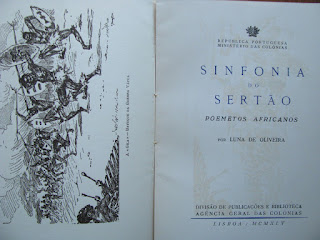 REPÚBLICA PORTUGUESA
MINISTÉRIO DAS COLÓNIAS
SINFONIA
DO
SERTÃO
POEMETOS AFRICANOS
POR LUNA DE OLIVEIRA
DIVISÃO DE PUBLICAÇÕES E BIBLIOTECA
AGÊNCIA GERAL DAS COLÓNIAS
LISBOA